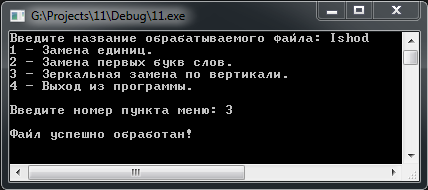 G:\Projects\11\Debug\11.exe
Введите название обрабатываемого файла: Ishod
1 - Замена единиц.
2 - Замена первых букв слов.
3 - Зеркальная замена по вертикали.
4 - Выход из программы.
Введите номер пункта меню: 3
Файл успешно обработан!